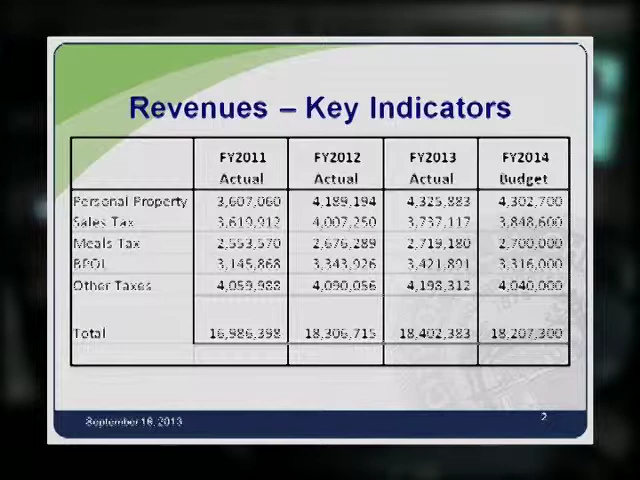 Revenues – Key Indicators
FY2011 FY2012 FY2013 FY2014
Actual Actual Actual Budget
Personal Property 3,607,060 4,189,194 4,325,883 4,302,700
Sales Tax 3,619,912 4,007,250 3,737,117 3,848,600
Meals Tax 2,553,570 2,676,289 2,719,180 2,700,000
BPOL 3,145,868 3,343,926 3,421,891 3,316,000
Other Taxes 4,059,988 4,090,056 4,198,312 4,040,000
Total 16,986,398 18,306,715 18,402,383 18,207,300
September 16, 2013
2